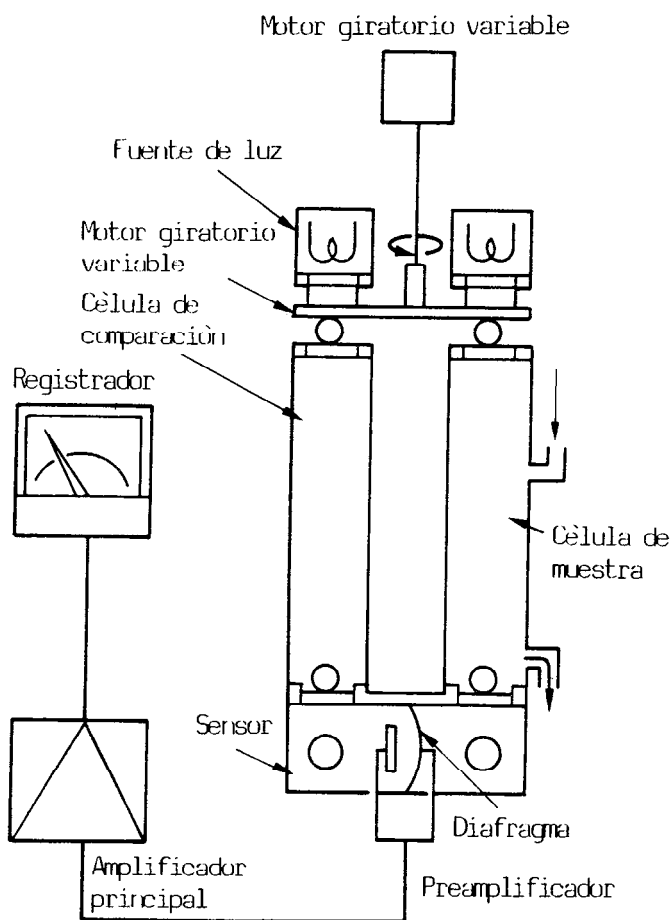 Motor giratorio variable
Fuente de luz
Motor giratorio
variable
Cèlula de
comparaciòn
Registrador
Cèlula de
muestra
Sensor
Diafragma
Amplificador
principal
Preamplificador